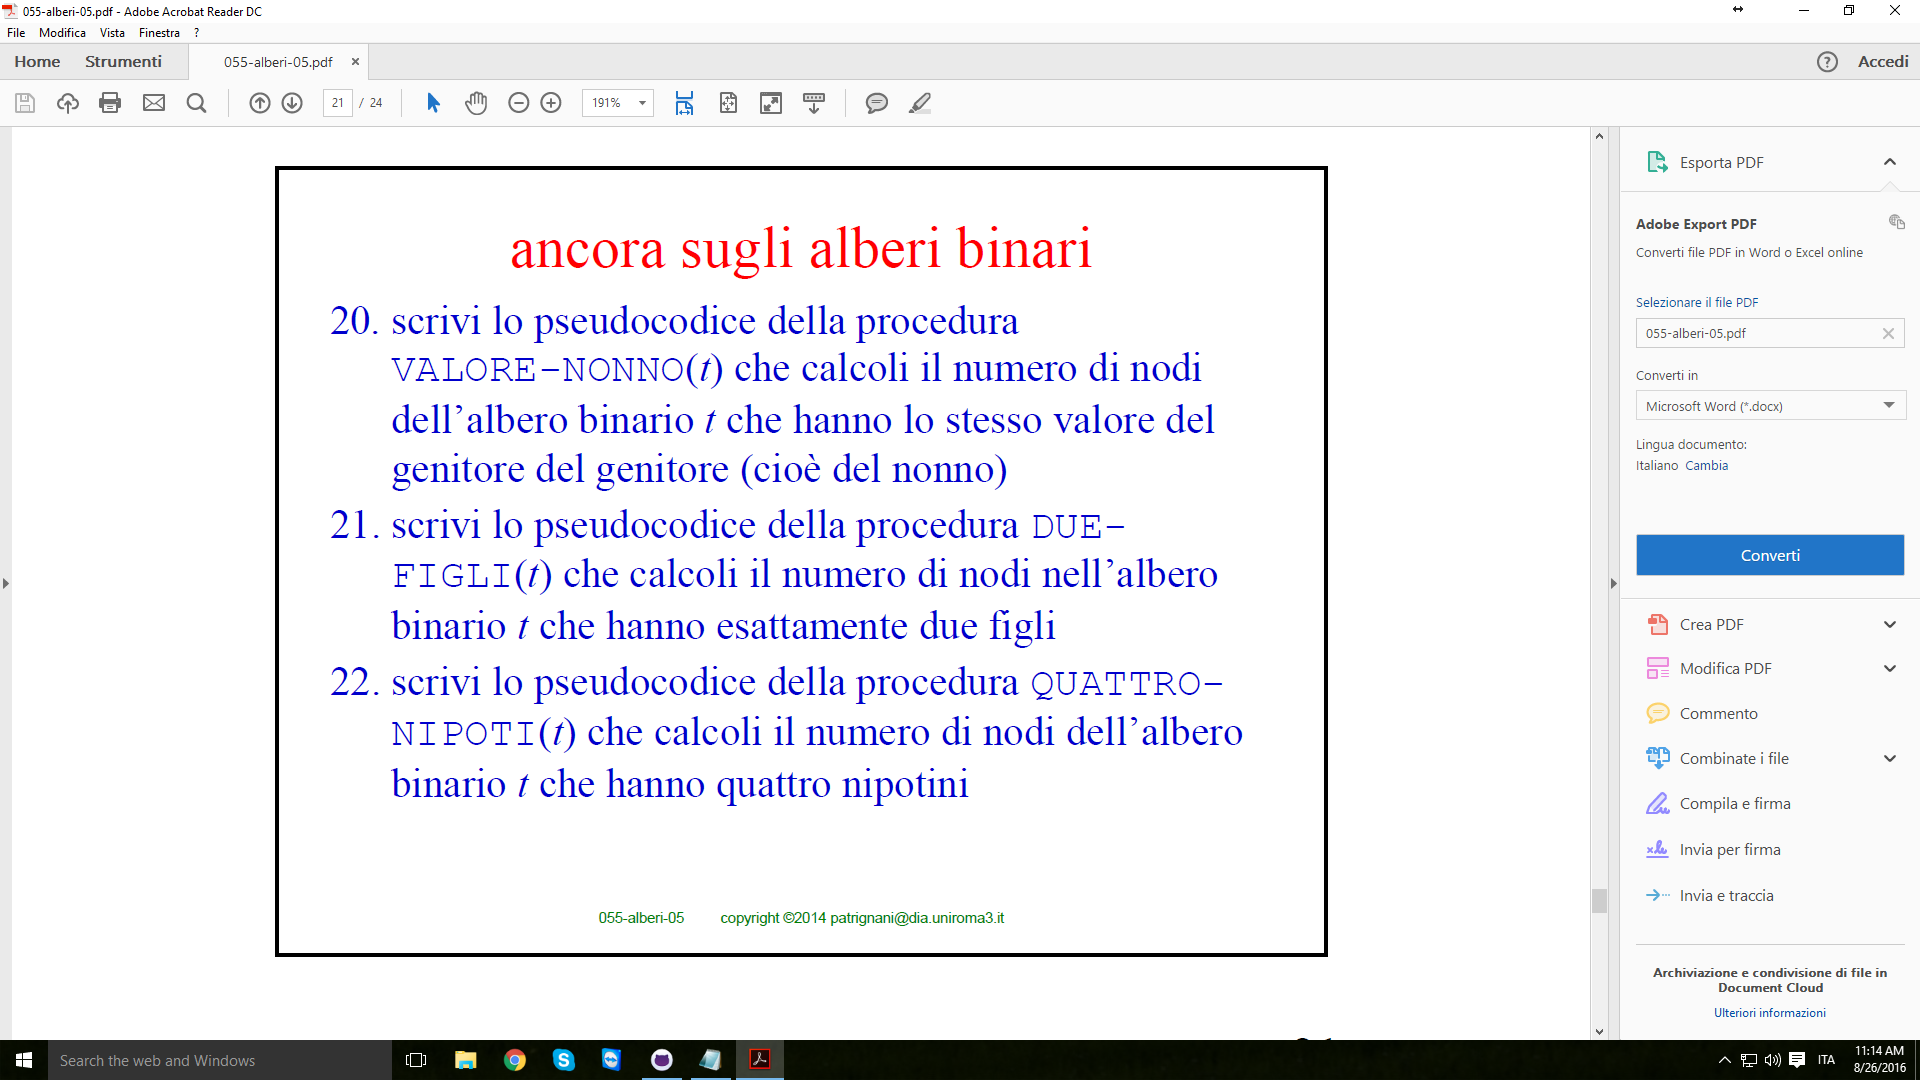 055-alberi-05.pdf - Adobe Acrobat Reader DC
File Modifica Vista Finestra ?
Home Strumenti 055-alberi-05.pdf × ? Accedi
21 / 24 191%
ancora sugli alberi binari
20. scrivi lo pseudocodice della procedura
VALORE-NONNO(t) che calcoli il numero di nodi
dell’albero binario t che hanno lo stesso valore del
genitore del genitore (cioè del nonno)
21. scrivi lo pseudocodice della procedura DUE-
FIGLI(t) che calcoli il numero di nodi nell’albero
binario t che hanno esattamente due figli
22. scrivi lo pseudocodice della procedura QUATTRO-
NIPOTI(t) che calcoli il numero di nodi dell’albero
binario t che hanno quattro nipotini
055-alberi-05 copyright ©2014 patrignani@dia.uniroma3.it
Esporta PDF
Adobe Export PDF
Converti file PDF in Word o Excel online
Selezionare il file PDF
055-alberi-05.pdf
Converti in
Microsoft Word (*.docx)
Lingua documento:
Italiano Cambia
Converti
Crea PDF
Modifica PDF
Commento
Combinate i file
Compila e firma
Invia per firma
Invia e traccia
Archiviazione e condivisione di file in
Document Cloud
Ulteriori informazioni
Search the web and Windows
ITA
11:14 AM
8/26/2016